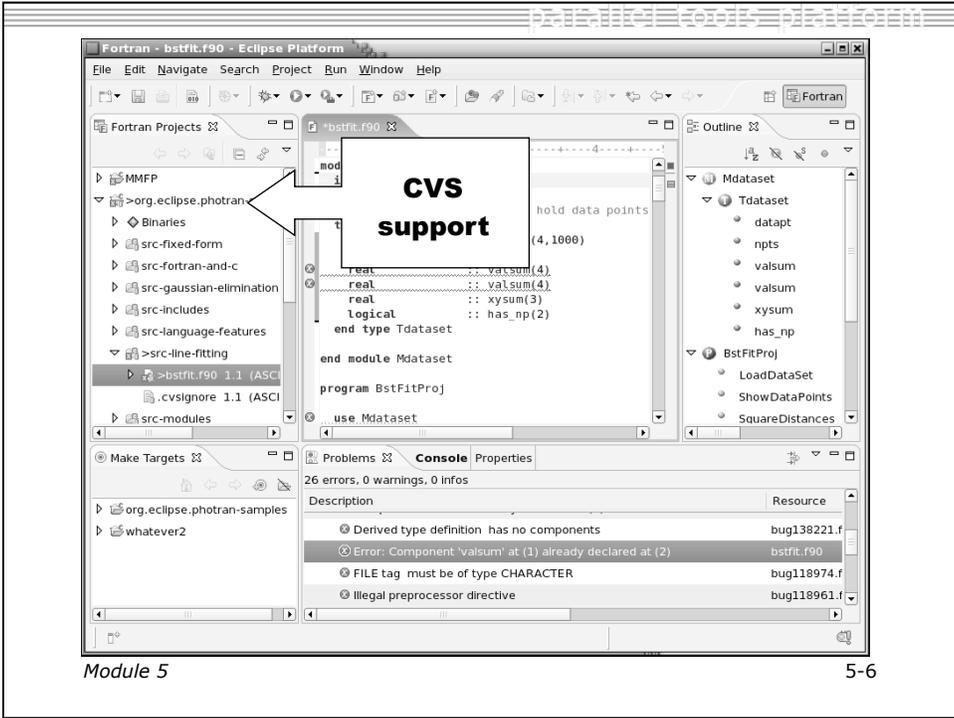 parallel tools platform
Fortran - bstfit.f90 - Eclipse Platform
File Edit Navigate Search Project Run Window Help
Fortran
Fortran Projects
MMFP
>org.eclipse.photran-
Binaries
src-fixed-form
src-fortran-and-c
src-gaussian-elimination
src-includes
src-language-features
>src-line-fitting
>bstfit.f90 1.1 (ASCI
.cvsignore 1.1 (ASCI
src-modules
*bstfit.f90
CVS
support
mod
i
hold data points
t
(4,1000)
real :: valsum(4)
real :: valsum(4)
real :: xysum(3)
logical :: has_np(2)
end type Tdataset
end module Mdataset
program BstFitProj
use Mdataset
Outline
Mdataset
Tdataset
datapt
npts
valsum
valsum
xysum
has_np
BstFitProj
LoadDataSet
ShowDataPoints
SquareDistances
Make Targets
org.eclipse.photran-samples
whatever2
Problems Console Properties
26 errors, 0 warnings, 0 infos
Description Resource
Derived type definition has no components bug138221.f
Error: Component 'valsum' at (1) already declared at (2) bstfit.f90
FILE tag must be of type CHARACTER bug118974.f
Illegal preprocessor directive bug118961.f
Module 5
5-6